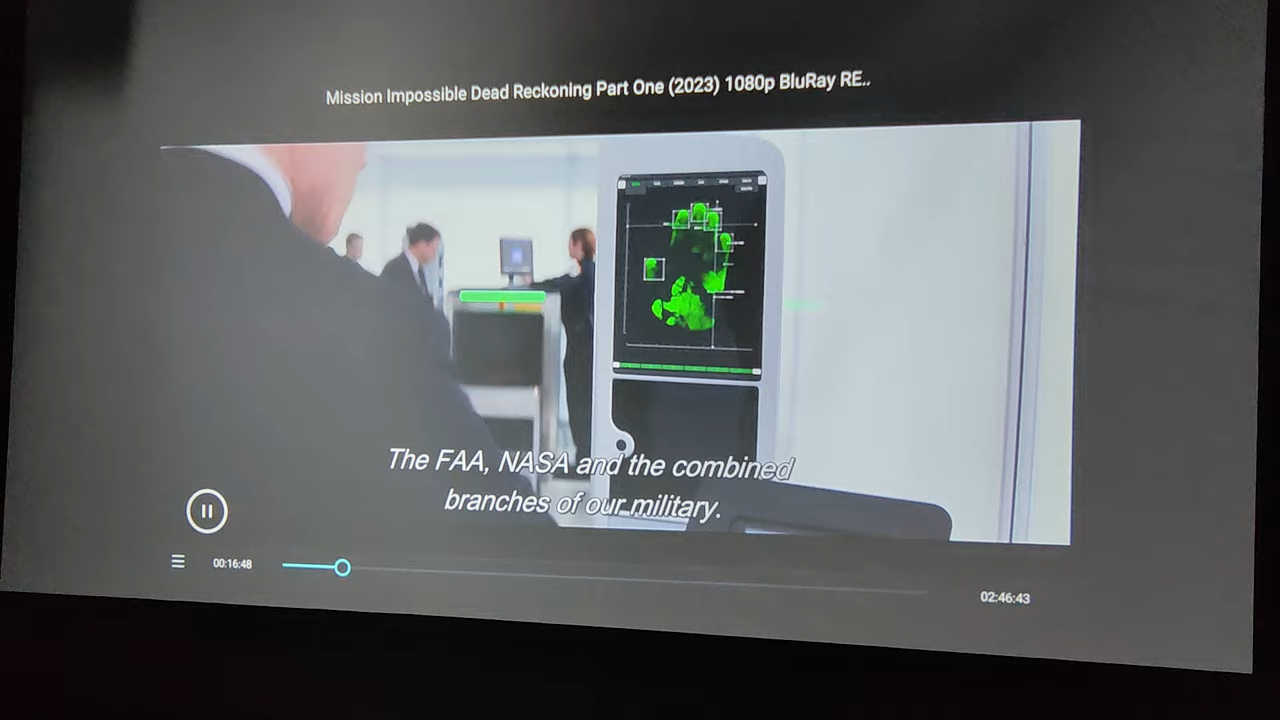 Mission Impossible Dead Reckoning Part One (2023) 1080p BluRay RE..
The FAA, NASA and the combined
branches of our military.
00:16:48
02:46:43